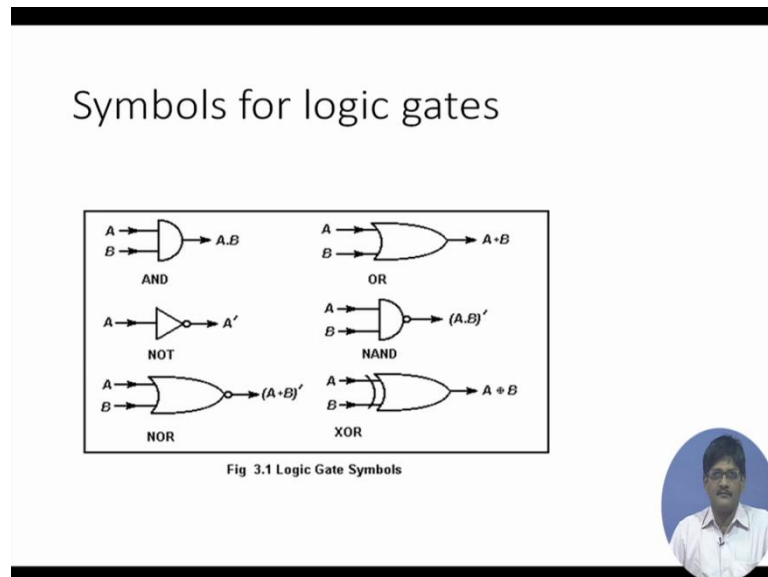 Symbols for logic gates
A
B
A.B
AND
A
B
A+B
OR
A
A′
NOT
A
B
(A.B)′
NAND
A
B
(A+B)′
NOR
A
B
A ⊕ B
XOR
Fig 3.1 Logic Gate Symbols